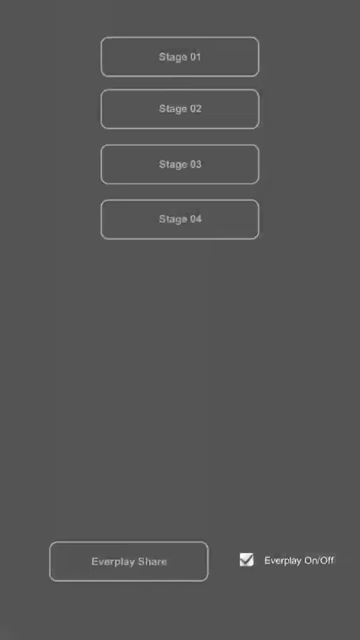 Stage 01
Stage 02
Stage 03
Stage 04
Everplay Share
Everplay On/Off